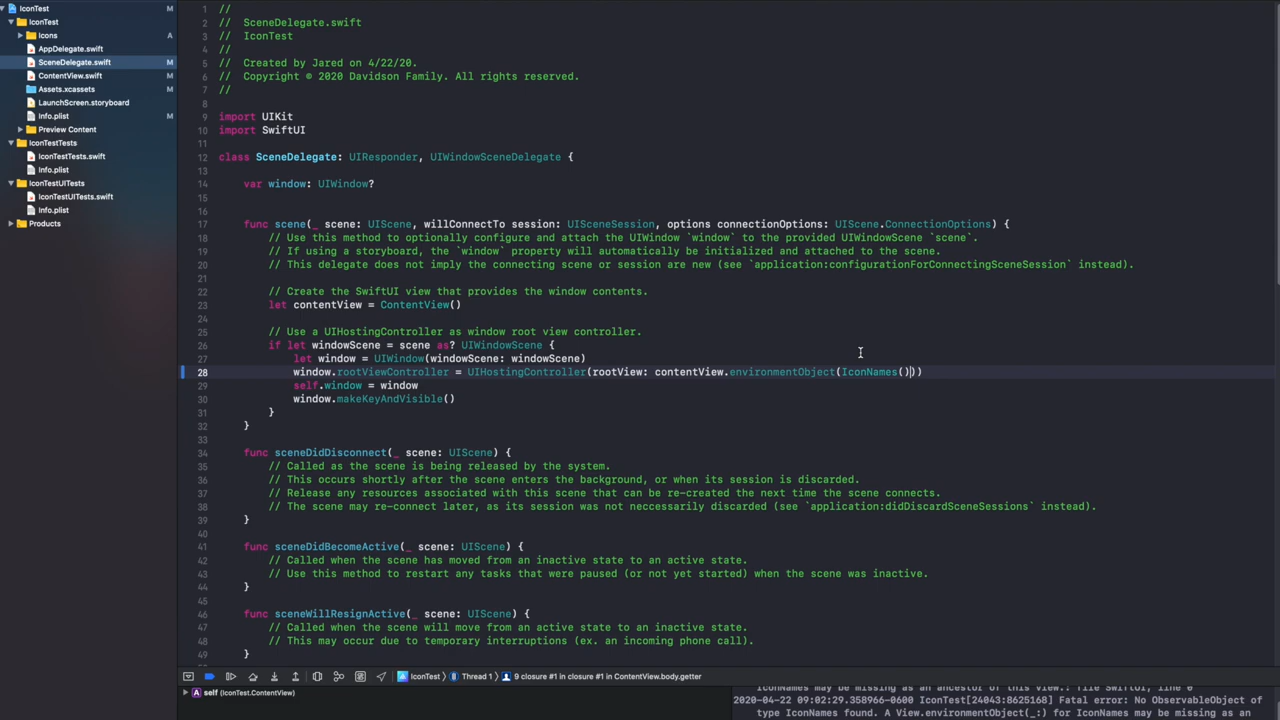 IconTest M
IconTest
Icons A
AppDelegate.swift
SceneDelegate.swift M
ContentView.swift M
Assets.xcassets M
LaunchScreen.storyboard
Info.plist M
Preview Content
IconTestTests
IconTestTests.swift
Info.plist
IconTestUITests
IconTestUITests.swift
Info.plist
Products
1 //
2 // SceneDelegate.swift
3 // IconTest
4 //
5 // Created by Jared on 4/22/20.
6 // Copyright © 2020 Davidson Family. All rights reserved.
7 //
8
9 import UIKit
10 import SwiftUI
11
12 class SceneDelegate: UIResponder, UIWindowSceneDelegate {
13
14 var window: UIWindow?
15
16
17 func scene(_ scene: UIScene, willConnectTo session: UISceneSession, options connectionOptions: UIScene.ConnectionOptions) {
18 // Use this method to optionally configure and attach the UIWindow `window` to the provided UIWindowScene `scene`.
19 // If using a storyboard, the `window` property will automatically be initialized and attached to the scene.
20 // This delegate does not imply the connecting scene or session are new (see `application:configurationForConnectingSceneSession` instead).
21
22 // Create the SwiftUI view that provides the window contents.
23 let contentView = ContentView()
24
25 // Use a UIHostingController as window root view controller.
26 if let windowScene = scene as? UIWindowScene {
27 let window = UIWindow(windowScene: windowScene)
28 window.rootViewController = UIHostingController(rootView: contentView.environmentObject(IconNames()))
29 self.window = window
30 window.makeKeyAndVisible()
31 }
32 }
33
34 func sceneDidDisconnect(_ scene: UIScene) {
35 // Called as the scene is being released by the system.
36 // This occurs shortly after the scene enters the background, or when its session is discarded.
37 // Release any resources associated with this scene that can be re-created the next time the scene connects.
38 // The scene may re-connect later, as its session was not neccessarily discarded (see `application:didDiscardSceneSessions` instead).
39 }
40
41 func sceneDidBecomeActive(_ scene: UIScene) {
42 // Called when the scene has moved from an inactive state to an active state.
43 // Use this method to restart any tasks that were paused (or not yet started) when the scene was inactive.
44 }
45
46 func sceneWillResignActive(_ scene: UIScene) {
47 // Called when the scene will move from an active state to an inactive state.
48 // This may occur due to temporary interruptions (ex. an incoming phone call).
49 }
IconTest Thread 1 9 closure #1 in closure #1 in ContentView.body.getter
A self (IconTest.ContentView)
IconNames may be missing as an ancestor of this view.: file SwiftUI, line 0
2020-04-22 09:02:29.358966-0600 IconTest[24043:8625168] Fatal error: No ObservableObject of
type IconNames found. A View.environmentObject(_:) for IconNames may be missing as an